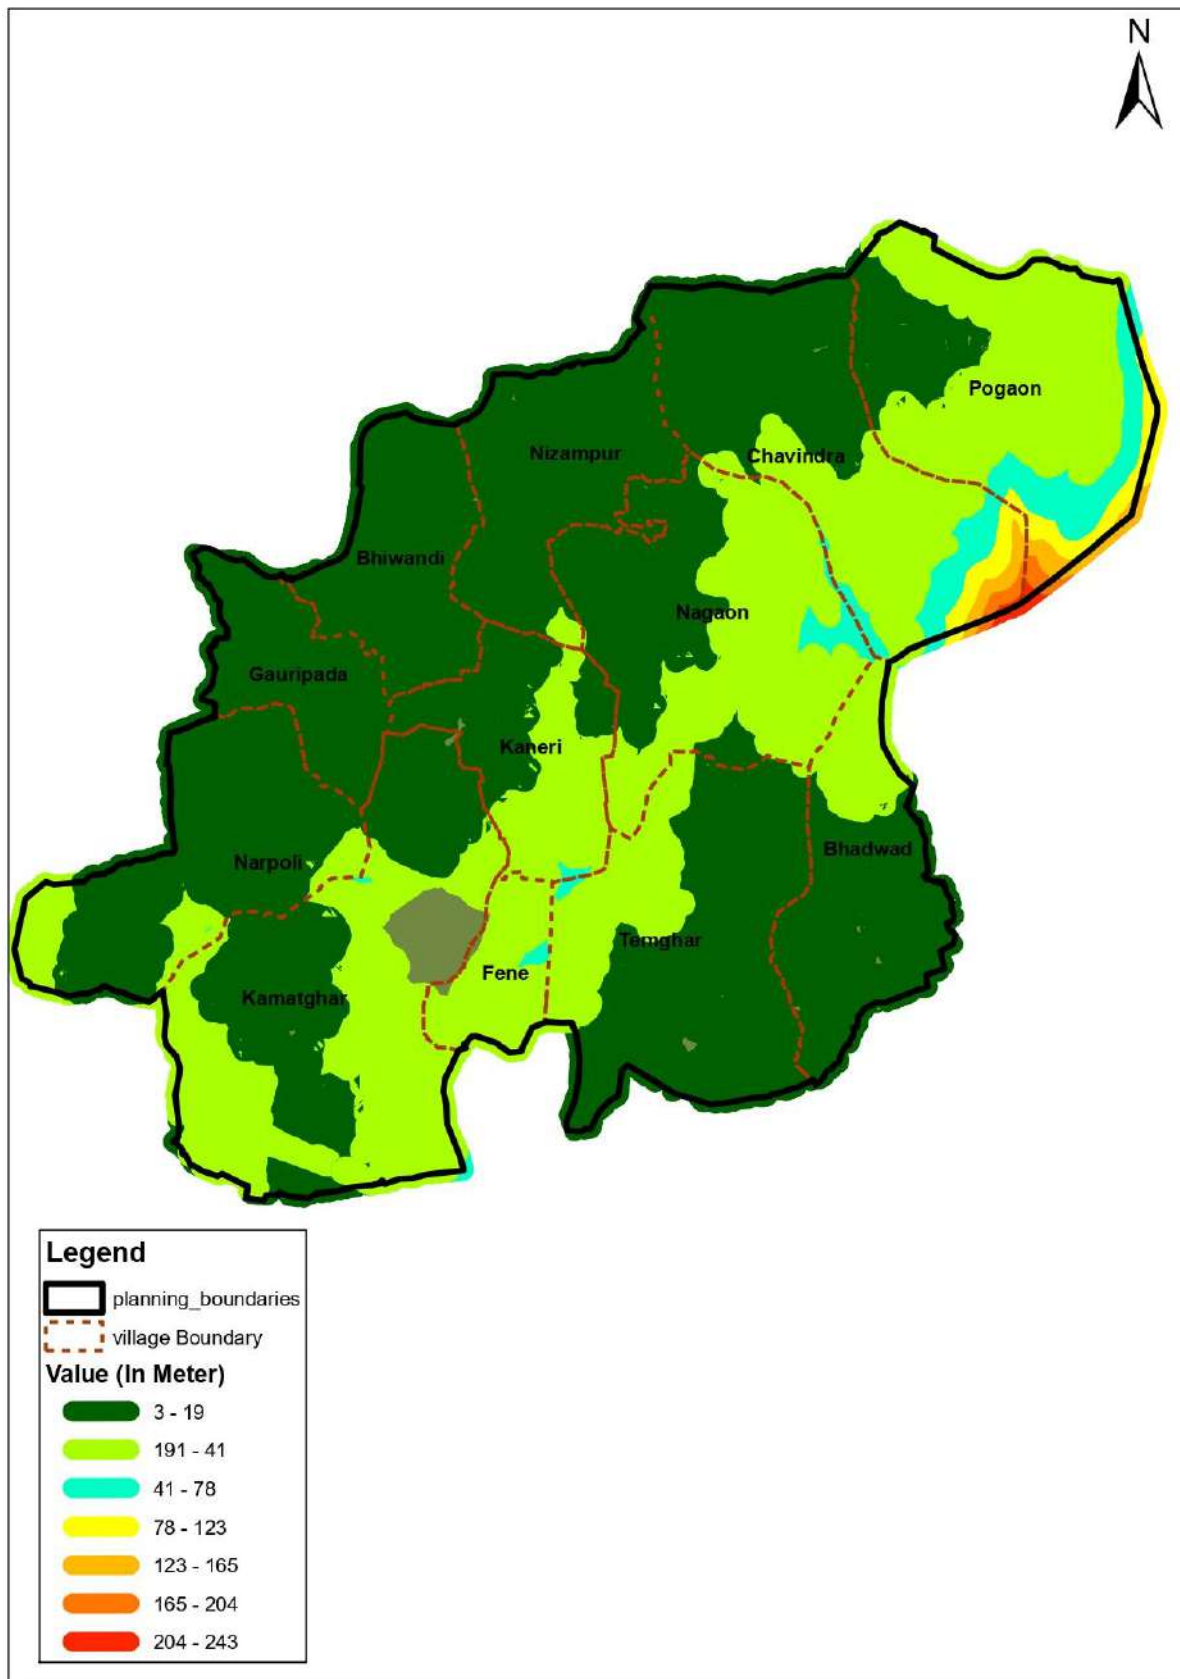 N
Pogaon
Nizampur
Chavindra
Bhiwandi
Nagaon
Gauripada
Kaneri
Narpoli
Bhadwad
Temghar
Fene
Kamatghar
Legend
planning_boundaries
village Boundary
Value (In Meter)
3 - 19
191 - 41
41 - 78
78 - 123
123 - 165
165 - 204
204 - 243